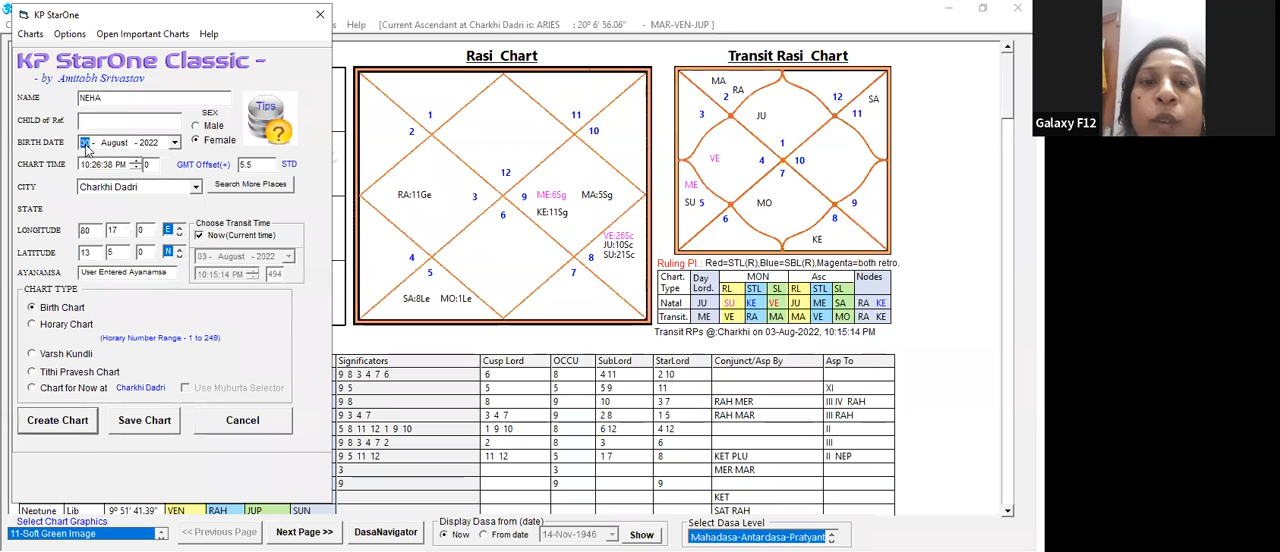 KP StarOne
Charts Options Open Important Charts Help
Help [Current Ascendant at Charkhi Dadri is: ARIES : 20° 6' 36.06" - MAR-VEN-JUP ]
KP StarOne Classic -
- by Amitabh Srivastav
NAME NEHA
CHILD of Ref.
SEX
Male
Female
Tips
?
BIRTH DATE - August - 2022
CHART TIME 10:26:38 PM 0 GMT Offset(+) 5.5 STD
CITY Charkhi Dadri Search More Places
STATE
LONGITUDE 80 17 0 E
LATITUDE 13 5 0 N
Choose Transit Time
Now(Current time)
03 - August - 2022
10:15:14 PM 494
AYANAMSA User Entered Ayanamsa
CHART TYPE
Birth Chart
Horary Chart
(Horary Number Range - 1 to 249)
Varsh Kundli
Tithi Pravesh Chart
Chart for Now at Charkhi Dadri Use Muhurta Selector
Create Chart Save Chart Cancel
Rasi Chart
1 11
2 10
12
RA:11Ge 3 9 ME:6Sg MA:5Sg
6 KE:11Sg
VE:26Sc
JU:10Sc
SU:21Sc
4 8
5 7
SA:8Le MO:1Le
Transit Rasi Chart
MA
RA
2 12
SA
3 JU 11
1
VE 4 10
7
ME
SU 5 MO 9
6 8
KE
Ruling Pl.: Red=STL(R),Blue=SBL(R),Magenta=both retro.
Chart. Type Day Lord. MON Asc Nodes
RL STL SL RL STL SL
Natal JU SU KE VE JU ME SA RA KE
Transit. ME VE RA MA MA VE MO RA KE
Transit RPs @:Charkhi on 03-Aug-2022, 10:15:14 PM
Significators Cusp Lord OCCU SubLord StarLord Conjunct/Asp By Asp To
9 8 3 4 7 6 6 8 4 11 2 10
9 5 5 5 5 9 11 XI
9 8 9 8 10 3 7 RAH MER III IV RAH
9 3 4 7 3 4 7 9 2 8 1 5 RAH MAR III RAH
5 8 11 12 1 9 10 1 9 10 8 6 12 4 12 II
9 8 3 4 7 2 2 8 3 6 III
9 5 11 12 11 12 5 1 7 8 KET PLU II NEP
3 3 MER MAR
9 9 9
KET
SAT RAH
Neptune Lib 9° 51' 41.39" VEN RAH JUP SUN
Select Chart Graphics
11-Soft Green Image
<< Previous Page Next Page >> DasaNavigator
Display Dasa from (date)
Now From date 14-Nov-1946 Show
Select Dasa Level
Mahadasa-Antardasa-Pratyant
Galaxy F12